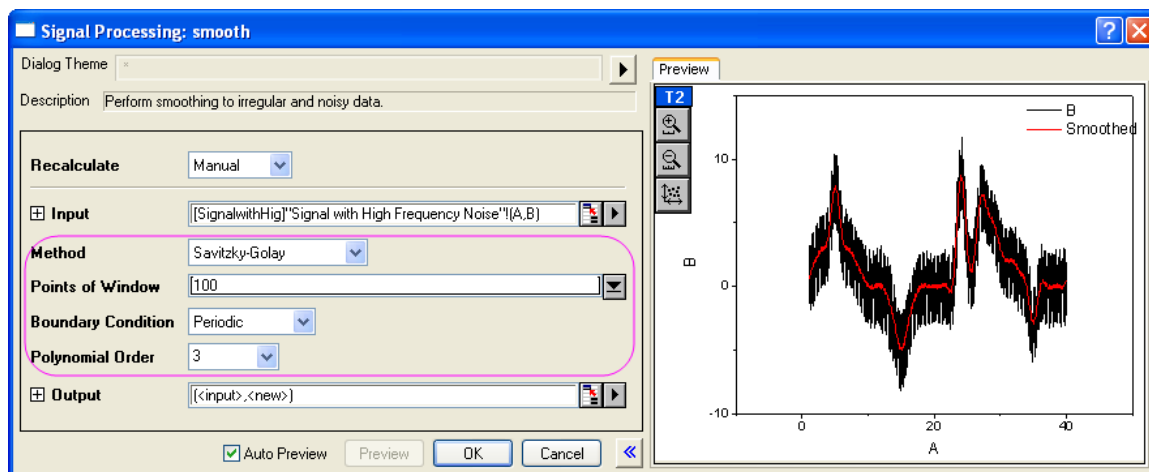 Signal Processing: smooth
Dialog Theme *
Description Perform smoothing to irregular and noisy data.
Recalculate Manual
Input [SignalwithHig]"Signal with High Frequency Noise"!(A,B)
Method Savitzky-Golay
Points of Window 100
Boundary Condition Periodic
Polynomial Order 3
Output (<input>,<new>)
Auto Preview Preview OK Cancel
Preview
T2
B
Smoothed
10
0
-10
B
0 20 40
A